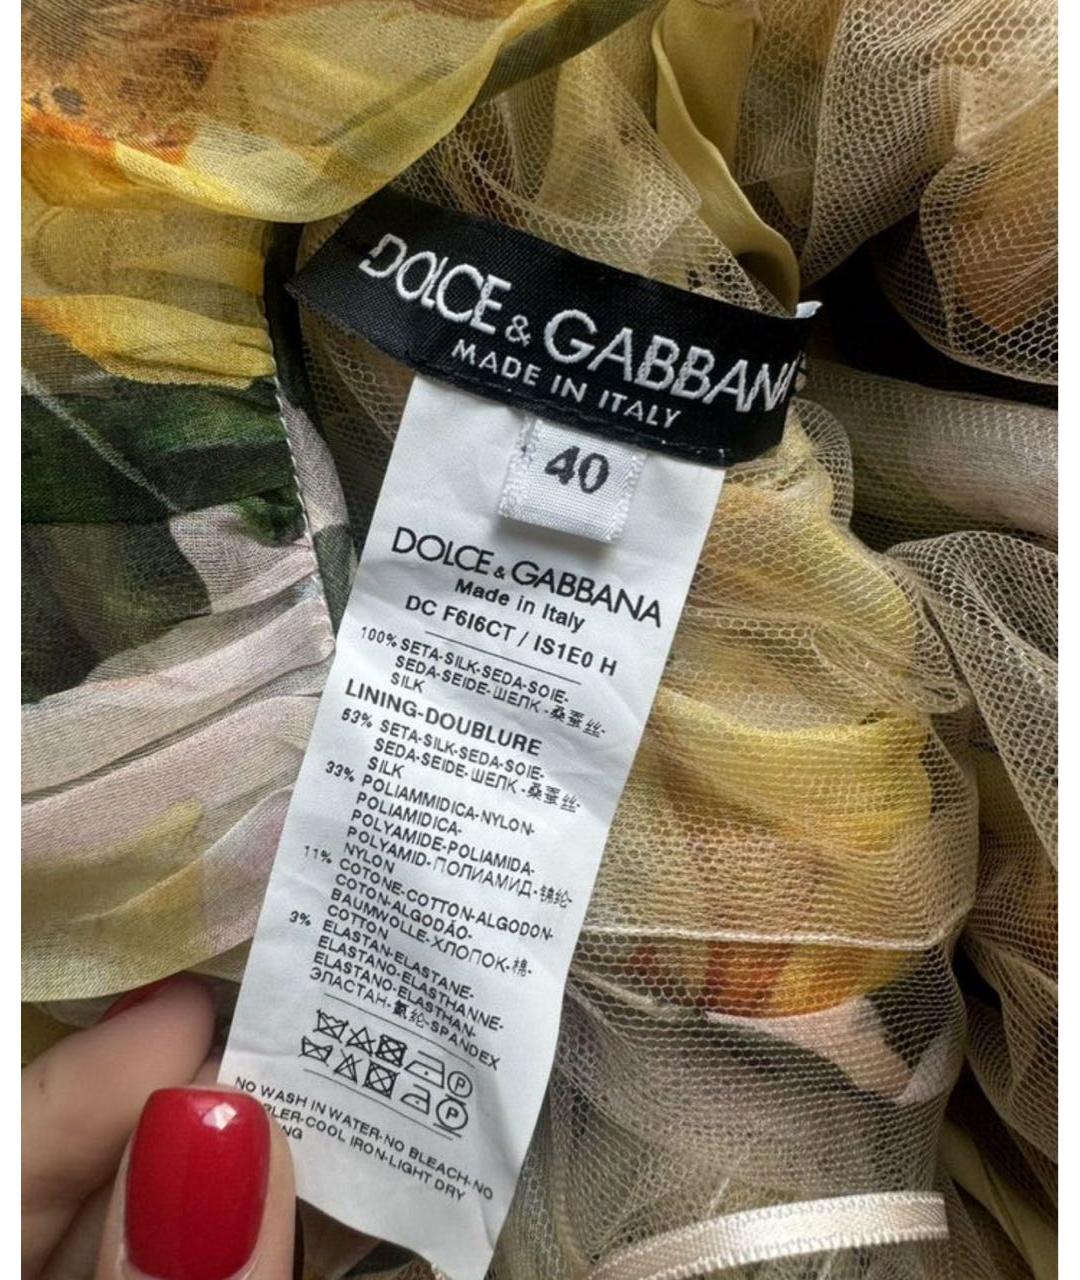 DOLCE & GABBANA
MADE IN ITALY
40
DOLCE & GABBANA
Made in Italy
DC F6I6CT / IS1E0 H
100% SETA-SILK-SEDA-SOIE-
SEDA-SEIDE-ШЕЛК-桑蚕丝-
SILK
LINING-DOUBLURE
53% SETA-SILK-SEDA-SOIE-
SEDA-SEIDE-ШЕЛК-桑蚕丝-
SILK
33% POLIAMMIDICA-NYLON-
POLIAMIDICA-
POLYAMIDE-POLIAMIDA-
POLYAMID-ПОЛИАМИД-锦纶-
NYLON
11% COTONE-COTTON-ALGODON-
COTON-ALGODÃO-
BAUMWOLLE-ХЛОПОК-棉-
COTTON
3% ELASTAN-ELASTANE-
ELASTANO-ELASTHANNE-
ELASTANO-ELASTHAN-
ЭЛАСТАН-氨纶-SPANDEX
P
P
NO WASH IN WATER-NO BLEACH-NO
COOL IRON-LIGHT DRY